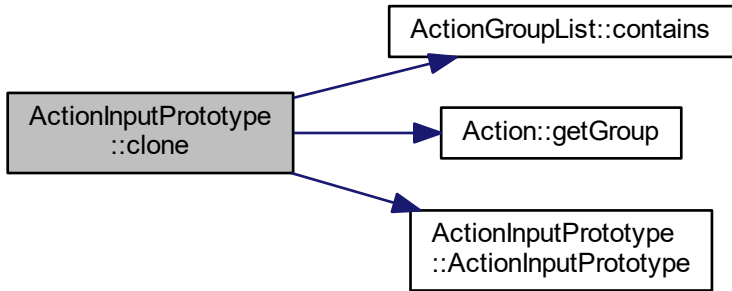 ActionInputPrototype
::clone
ActionGroupList::contains
Action::getGroup
ActionInputPrototype
::ActionInputPrototype